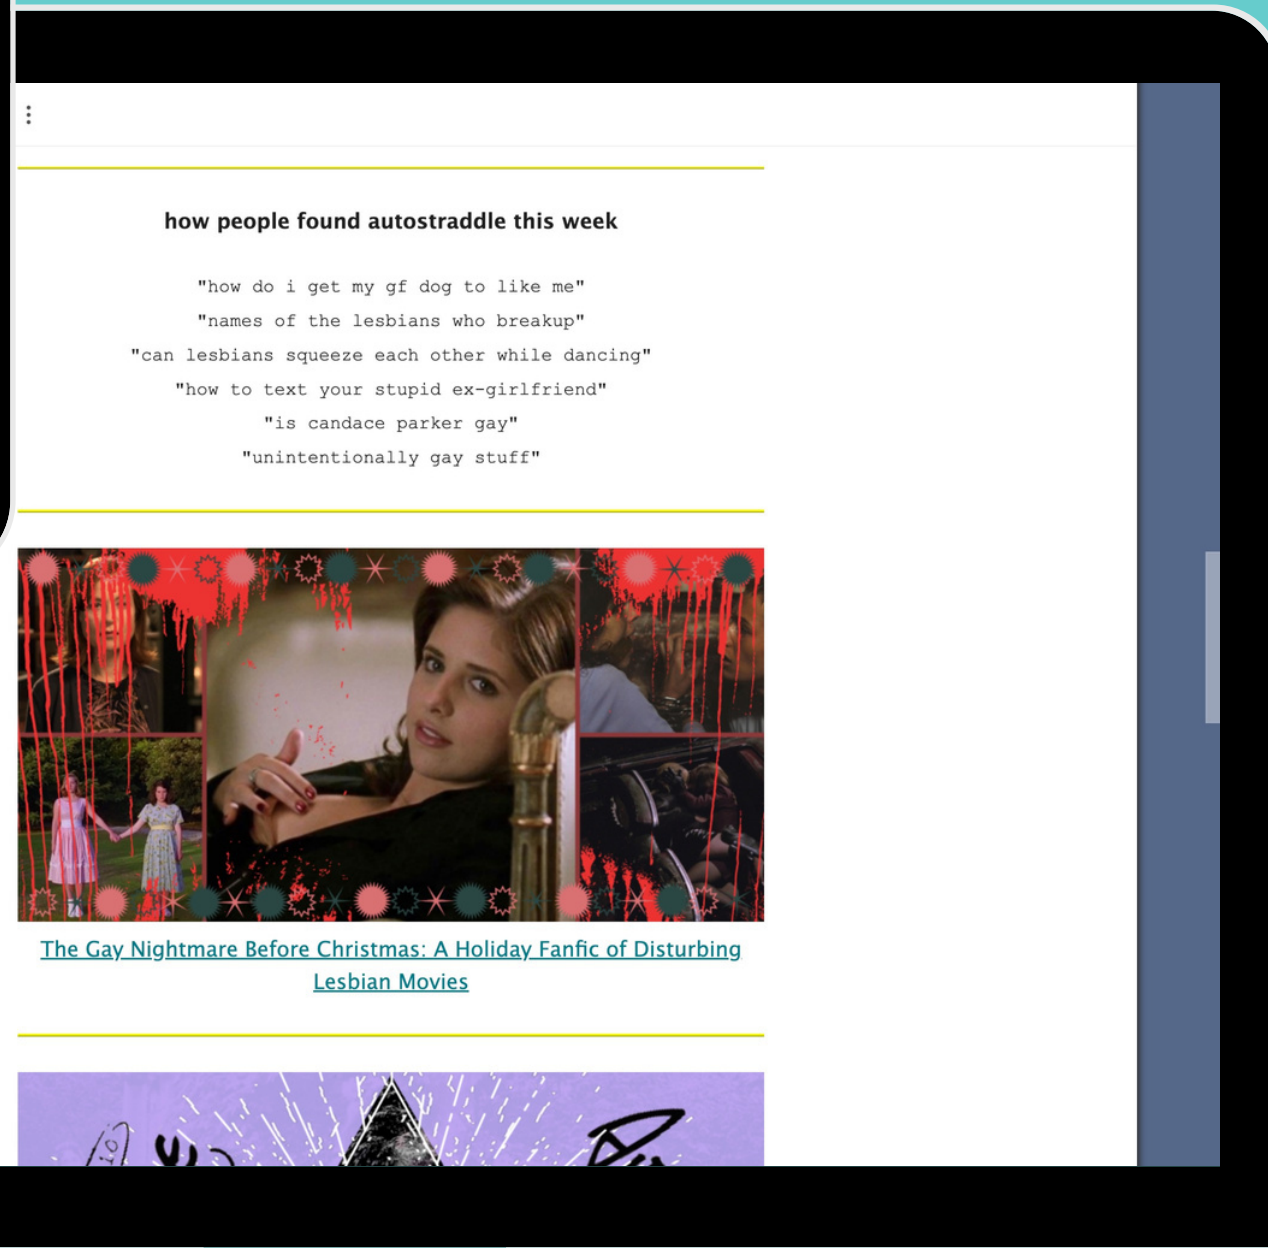 how people found autostraddle this week
"how do i get my gf dog to like me"
"names of the lesbians who breakup"
"can lesbians squeeze each other while dancing"
"how to text your stupid ex-girlfriend"
"is candace parker gay"
"unintentionally gay stuff"
The Gay Nightmare Before Christmas: A Holiday Fanfic of Disturbing
Lesbian Movies